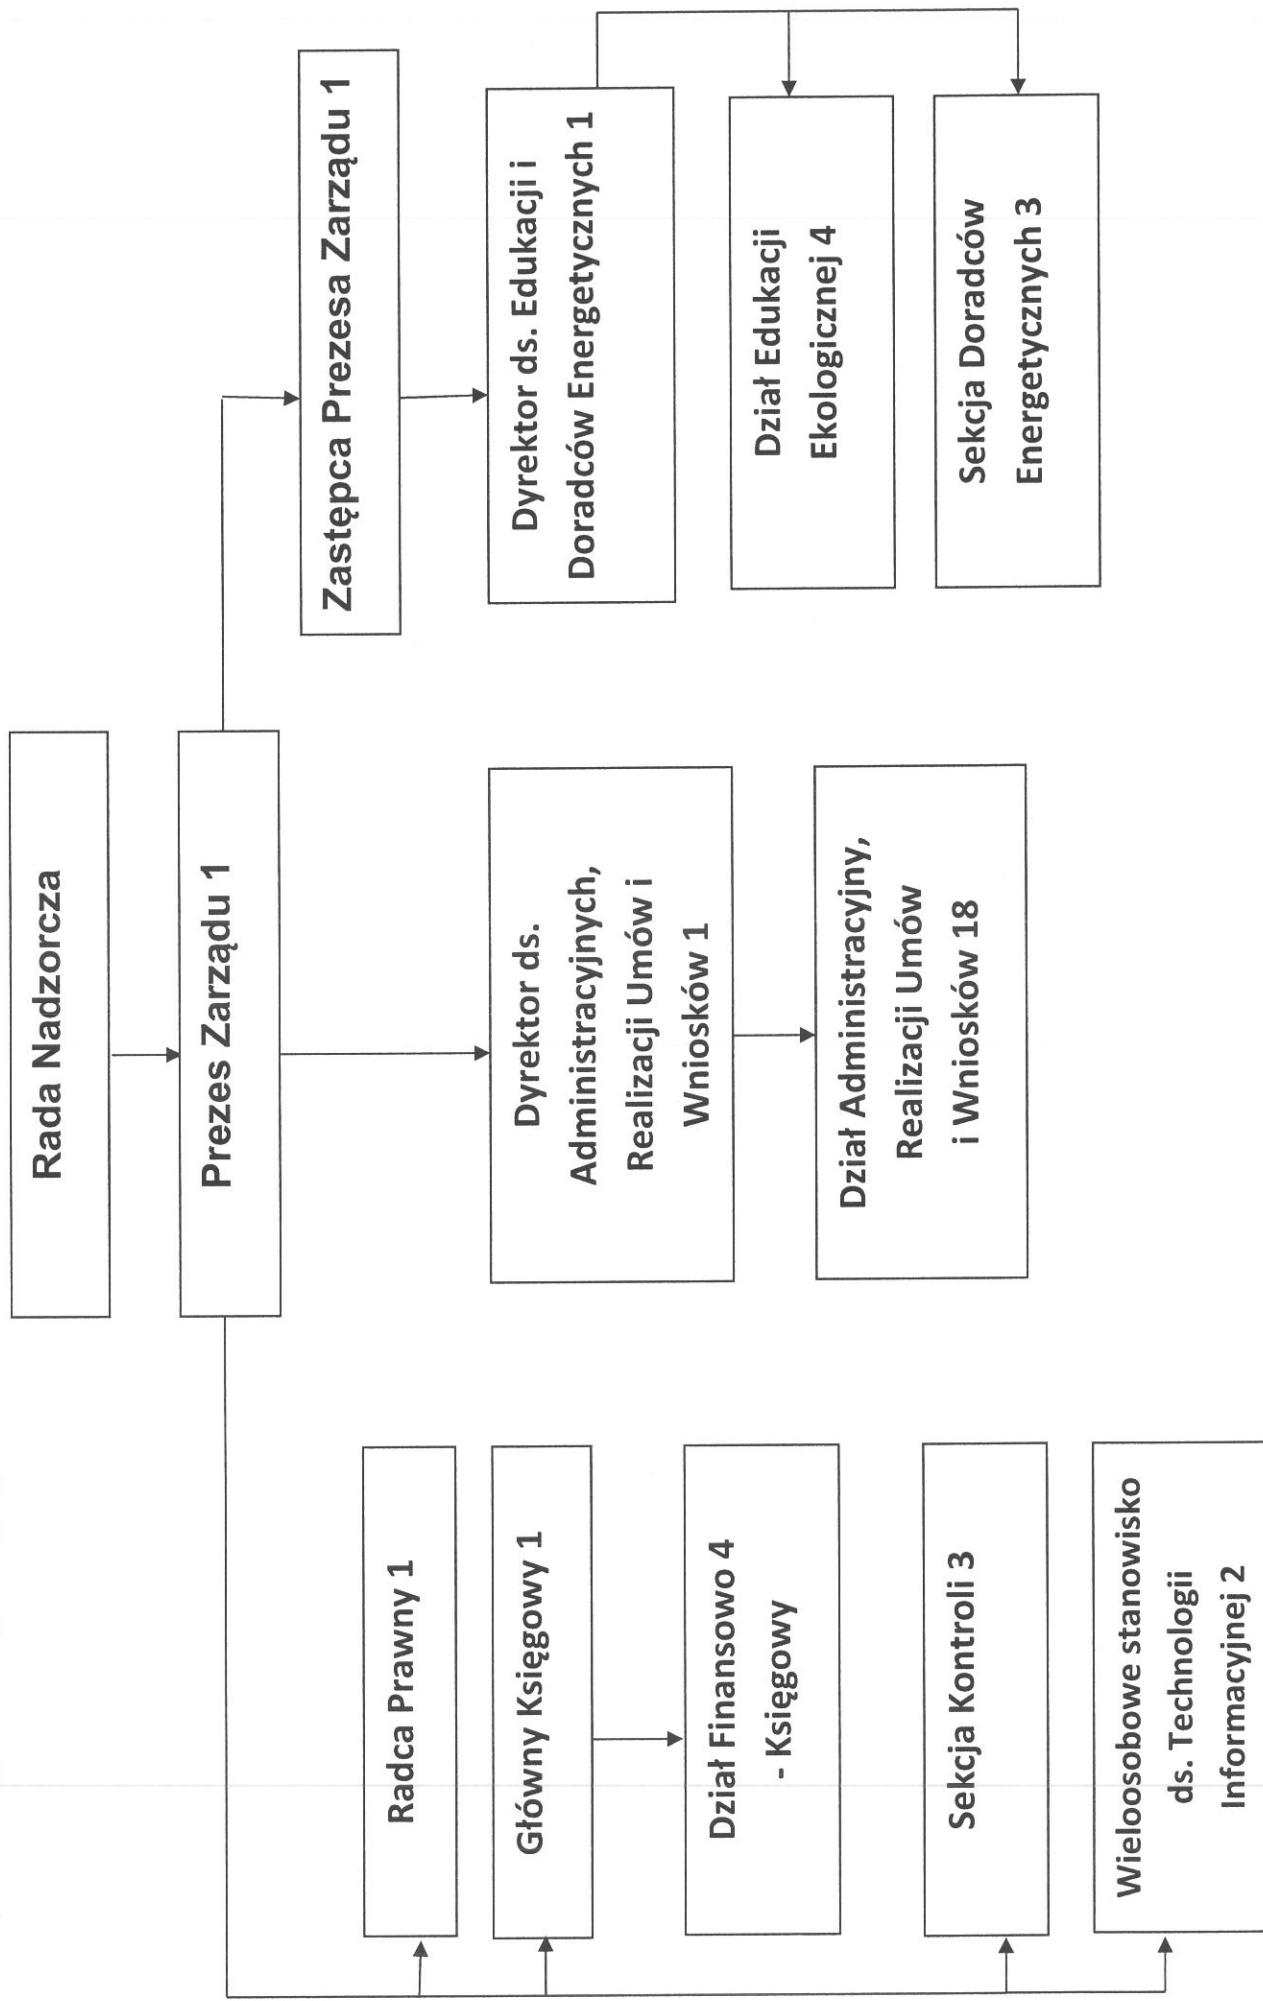 Rada Nadzorcza
Prezes Zarządu 1
Zastępca Prezesa Zarządu 1
Radca Prawny 1
Główny Księgowy 1
Dział Finansowo 4
- Księgowy
Sekcja Kontroli 3
Wieloosobowe stanowisko
ds. Technologii
Informacyjnej 2
Dyrektor ds.
Administracyjnych,
Realizacji Umów i
Wniosków 1
Dział Administracyjny,
Realizacji Umów
i Wniosków 18
Dyrektor ds. Edukacji i
Doradców Energetycznych 1
Dział Edukacji
Ekologicznej 4
Sekcja Doradców
Energetycznych 3